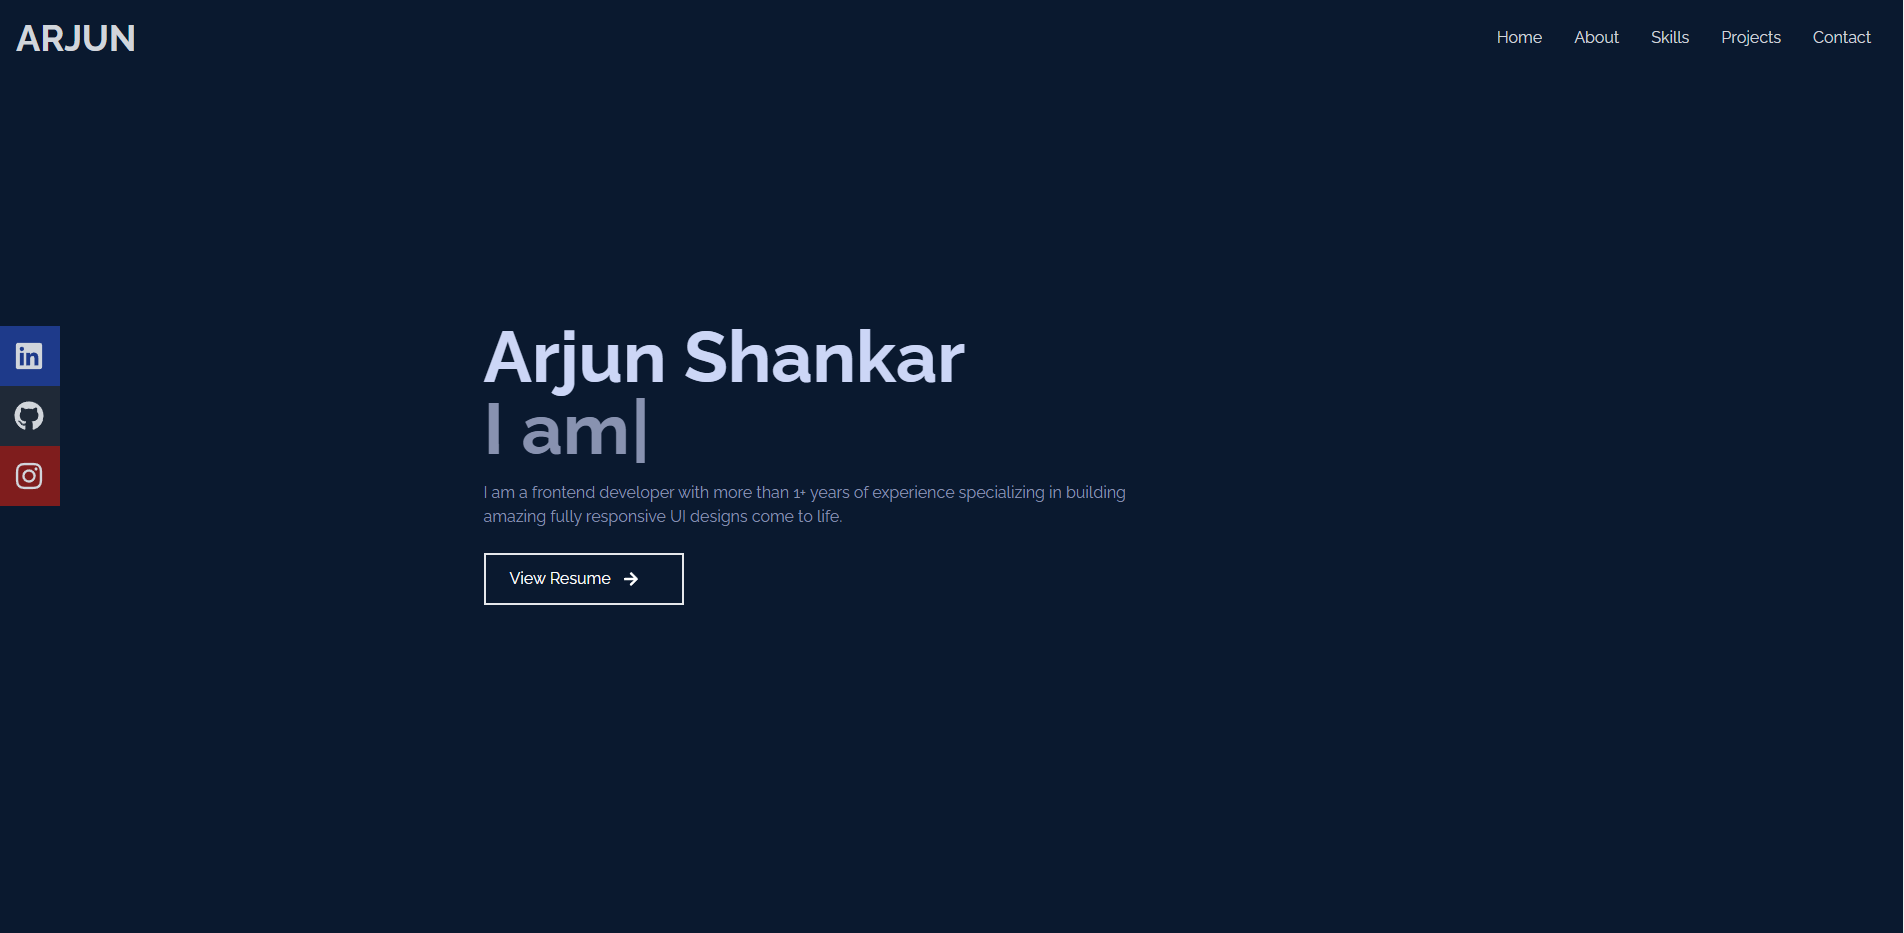 ARJUN
Home About Skills Projects Contact
Arjun Shankar
I am|
I am a frontend developer with more than 1+ years of experience specializing in building
amazing fully responsive UI designs come to life.
View Resume
in